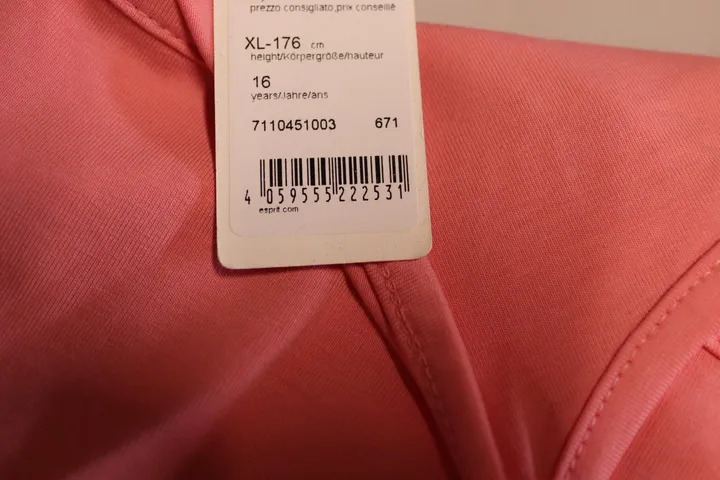 prezzo consigliato,prix conseillé
XL-176 cm
height/Körpergröße/hauteur
16
years/Jahre/ans
7110451003 671
4 059555 222531
esprit.com